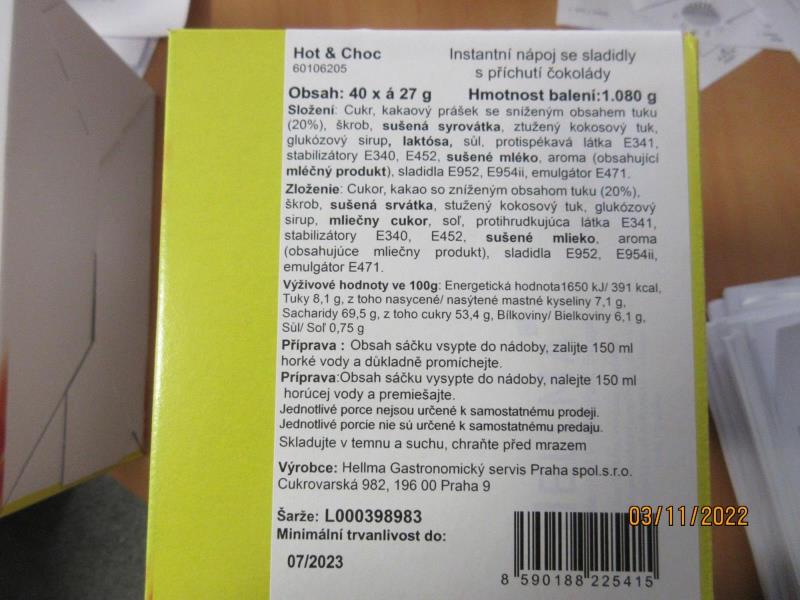 Hot & Choc
60106205
Instantní nápoj se sladidly
s příchutí čokolády
Obsah: 40 x á 27 g Hmotnost balení:1.080 g
Složení: Cukr, kakaový prášek se sníženým obsahem tuku
(20%), škrob, sušená syrovátka, ztužený kokosový tuk,
glukózový sirup, laktósa, sůl, protispékavá látka E341,
stabilizátory E340, E452, sušené mléko, aroma (obsahující
mléčný produkt), sladidla E952, E954ii, emulgátor E471.
Zloženie: Cukor, kakao so zníženým obsahom tuku (20%),
škrob, sušená srvátka, stužený kokosový tuk, glukózový
sirup, mliečny cukor, soľ, protihrudkujúca látka E341,
stabilizátory E340, E452, sušené mlieko, aroma
(obsahujúce mliečny produkt), sladidla E952, E954ii,
emulgátor E471.
Výživové hodnoty ve 100g: Energetická hodnota1650 kJ/ 391 kcal,
Tuky 8,1 g, z toho nasycené/ nasýtené mastné kyseliny 7,1 g,
Sacharidy 69,5 g, z toho cukry 53,4 g, Bílkoviny/ Bielkoviny 6,1 g,
Sůl/ Soľ 0,75 g
Příprava : Obsah sáčku vsypte do nádoby, zalijte 150 ml
horké vody a důkladně promíchejte.
Príprava:Obsah sáčku vysypte do nádoby, nalejte 150 ml
horúcej vody a premiešajte.
Jednotlivé porce nejsou určené k samostatnému prodeji.
Jednotlivé porcie nie sú určené k samostatnému predaju.
Skladujte v temnu a suchu, chraňte před mrazem
Výrobce: Hellma Gastronomický servis Praha spol.s.r.o.
Cukrovarská 982, 196 00 Praha 9
Šarže: L000398983
Minimální trvanlivost do:
07/2023
8 590188 225415
03/11/2022